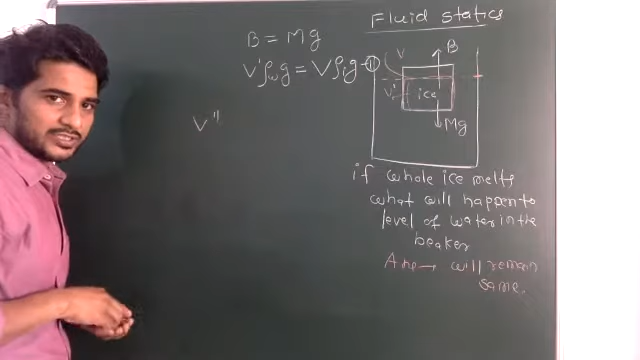 Fluid statics
B = Mg
V'ρwg = Vρig —①
V"
V
B
V'
ice
Mg
if whole ice melts
what will happen to
level of water in the
beaker
Ans → will remain
same.